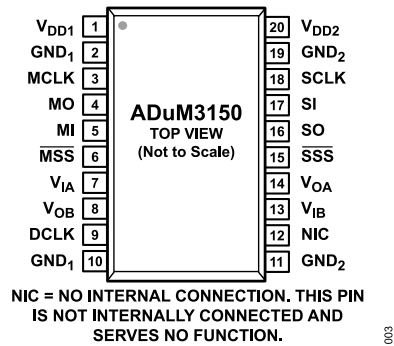 VDD1 1 20 VDD2
GND1 2 19 GND2
MCLK 3 18 SCLK
MO 4 ADuM3150 17 SI
MI 5 TOP VIEW 16 SO
MSS 6 (Not to Scale) 15 SSS
VIA 7 14 VOA
VOB 8 13 VIB
DCLK 9 12 NIC
GND1 10 11 GND2
NIC = NO INTERNAL CONNECTION. THIS PIN
IS NOT INTERNALLY CONNECTED AND
SERVES NO FUNCTION.
003